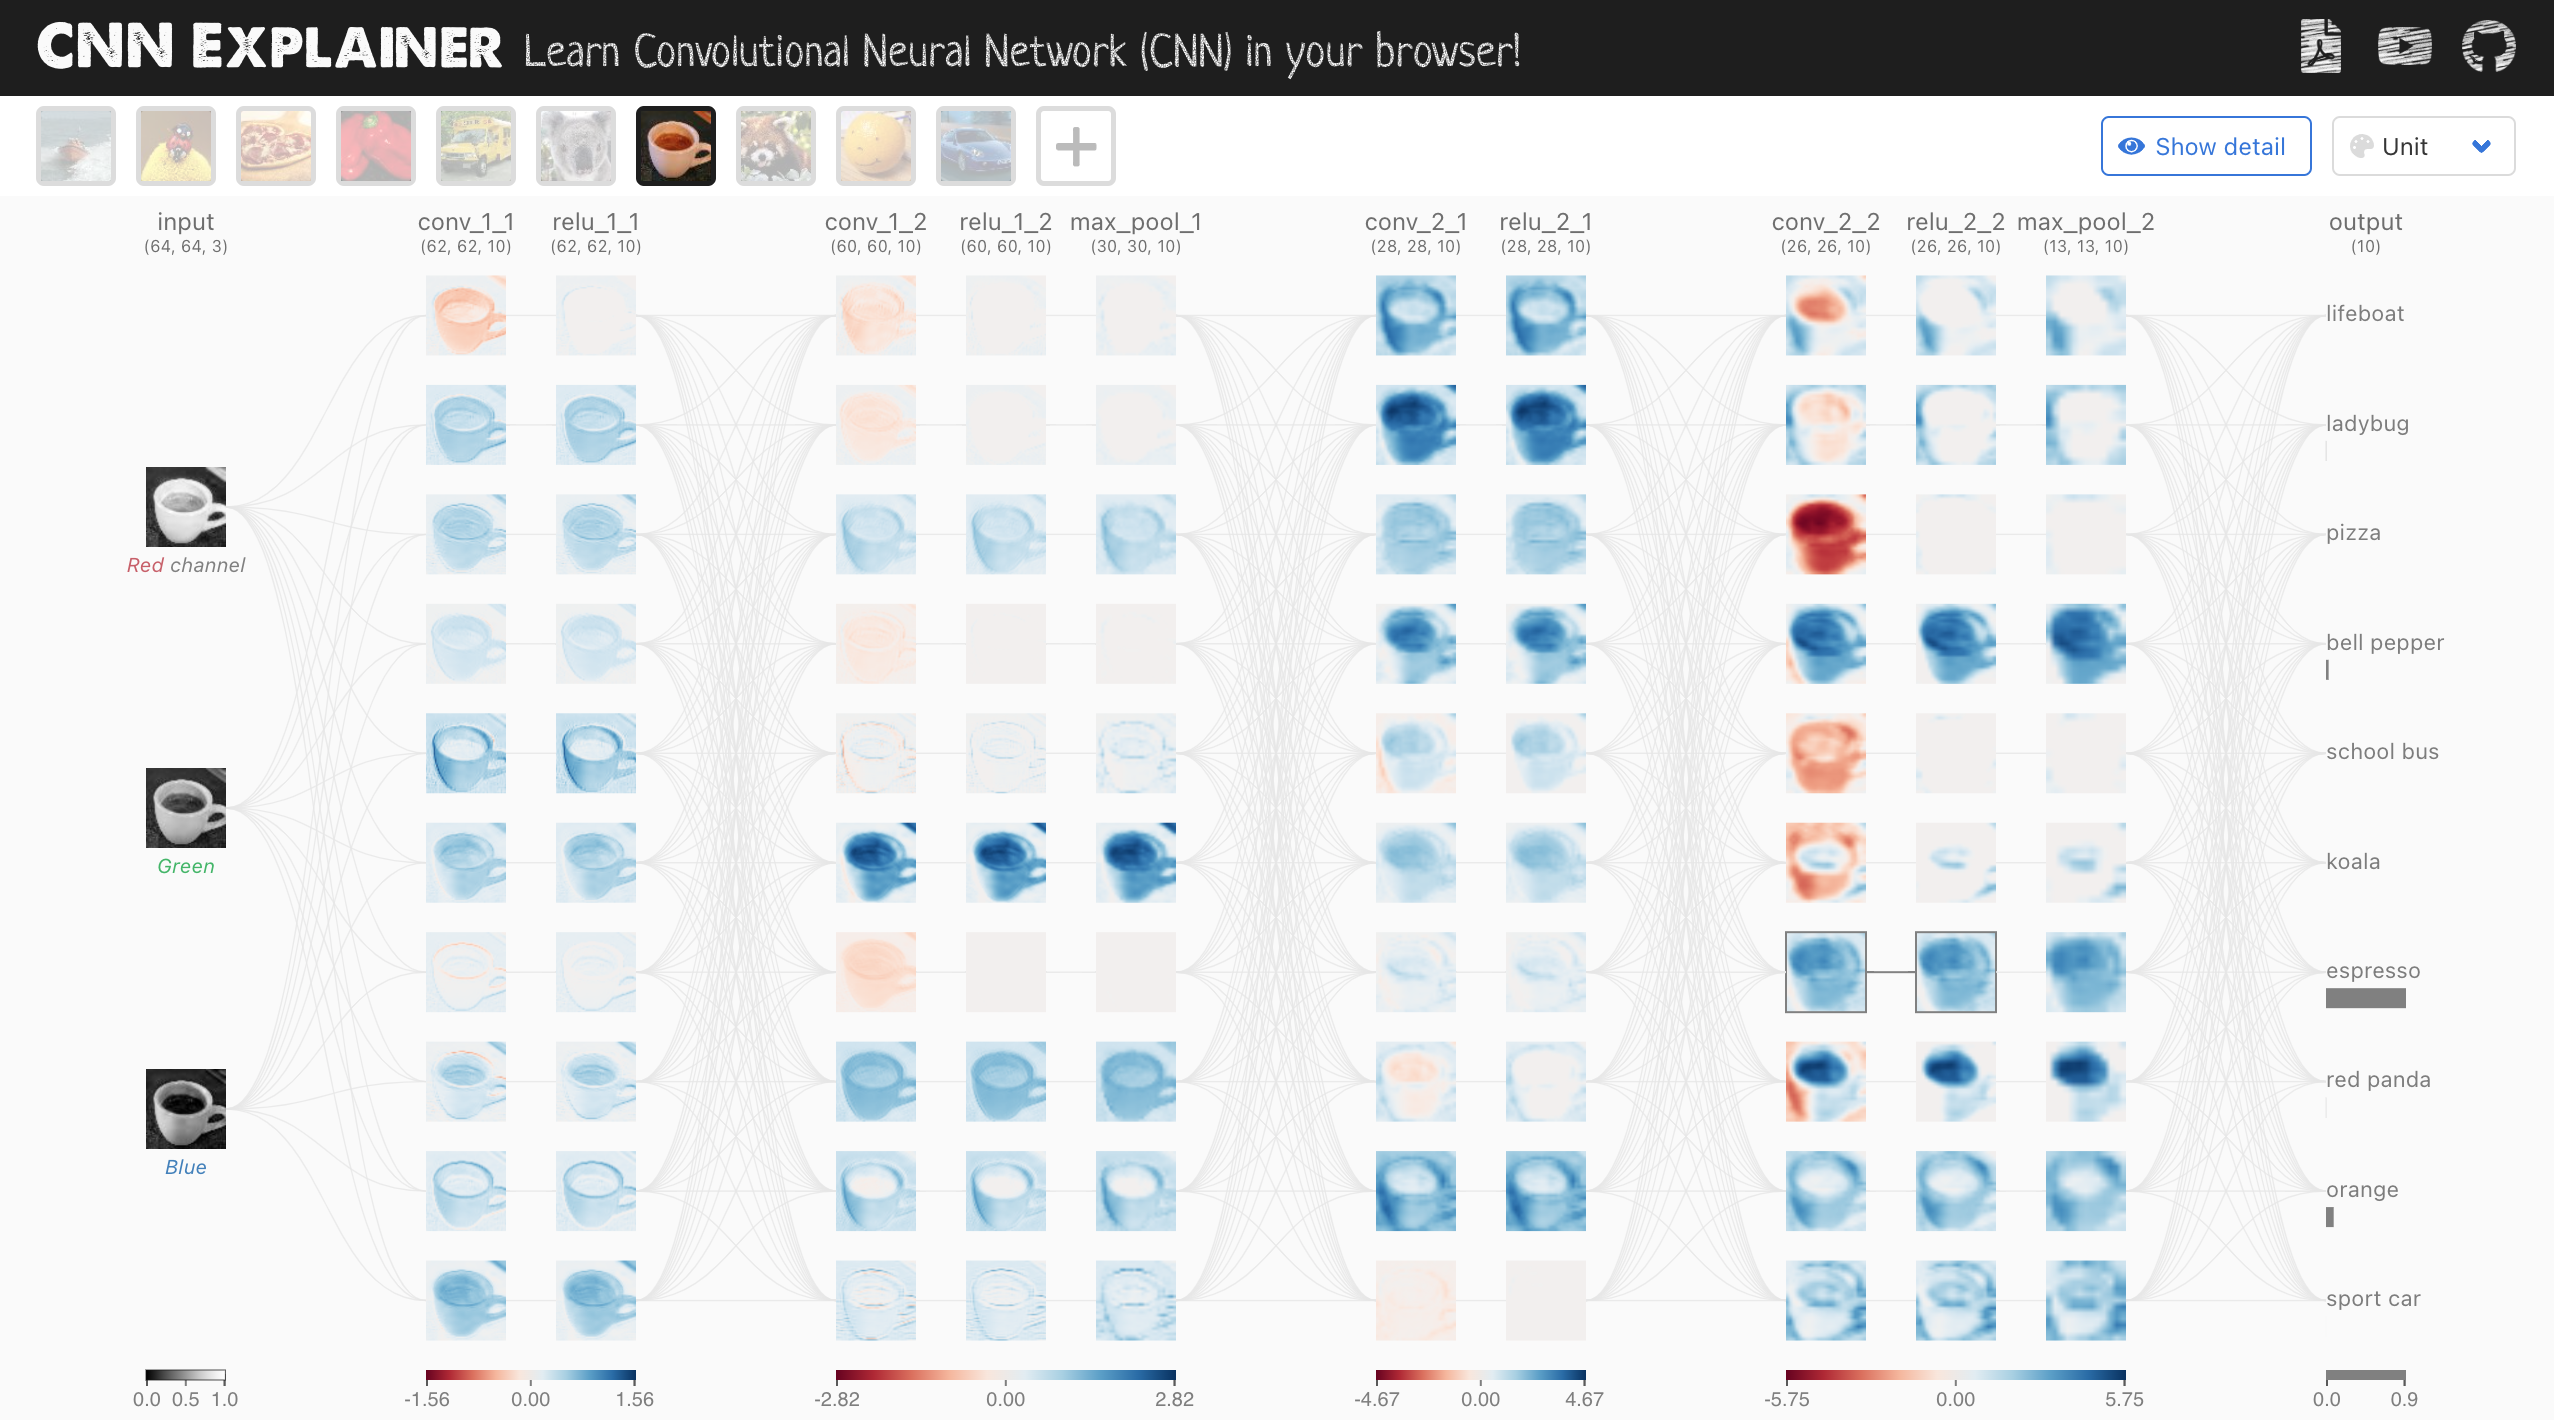 CNN EXPLAINER Learn Convolutional Neural Network (CNN) in your browser!
Show detail
Unit
input conv_1_1 relu_1_1 conv_1_2 relu_1_2 max_pool_1 conv_2_1 relu_2_1 conv_2_2 relu_2_2 max_pool_2 output
(64, 64, 3) (62, 62, 10) (62, 62, 10) (60, 60, 10) (60, 60, 10) (30, 30, 10) (28, 28, 10) (28, 28, 10) (26, 26, 10) (26, 26, 10) (13, 13, 10) (10)
lifeboat
ladybug
pizza
Red channel
bell pepper
school bus
koala
Green
espresso
red panda
Blue
orange
sport car
0.0 0.5 1.0 -1.56 0.00 1.56 -2.82 0.00 2.82 -4.67 0.00 4.67 -5.75 0.00 5.75 0.0 0.9